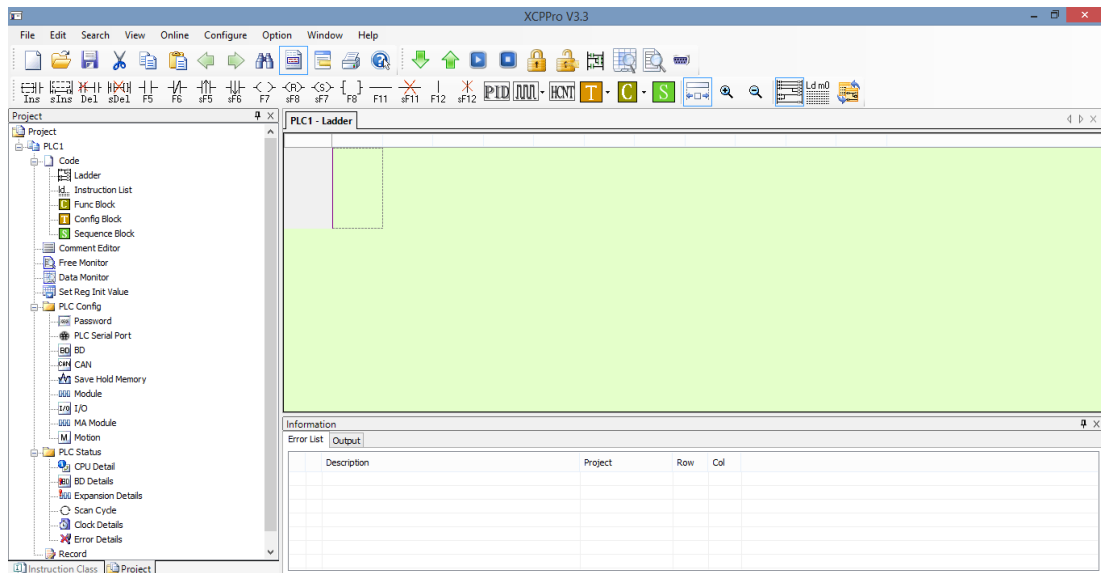 XCPPro V3.3
File Edit Search View Online Configure Option Window Help
Ins sIns Del sDel F5 F6 sF5 sF6 F7 sF8 sF7 F8 F11 sF11 F12 sF12 PID HCNT T C S Ld m0
Project
PLC1 - Ladder
Project
PLC1
Code
Ladder
Instruction List
Func Block
Config Block
Sequence Block
Comment Editor
Free Monitor
Data Monitor
Set Reg Init Value
PLC Config
Password
PLC Serial Port
BD BD
CAN CAN
Save Hold Memory
Module
I/O I/O
MA Module
M Motion
PLC Status
CPU Detail
BD Details
Expansion Details
Scan Cycle
Clock Details
Error Details
Record
Instruction Class Project
Information
Error List Output
Description Project Row Col